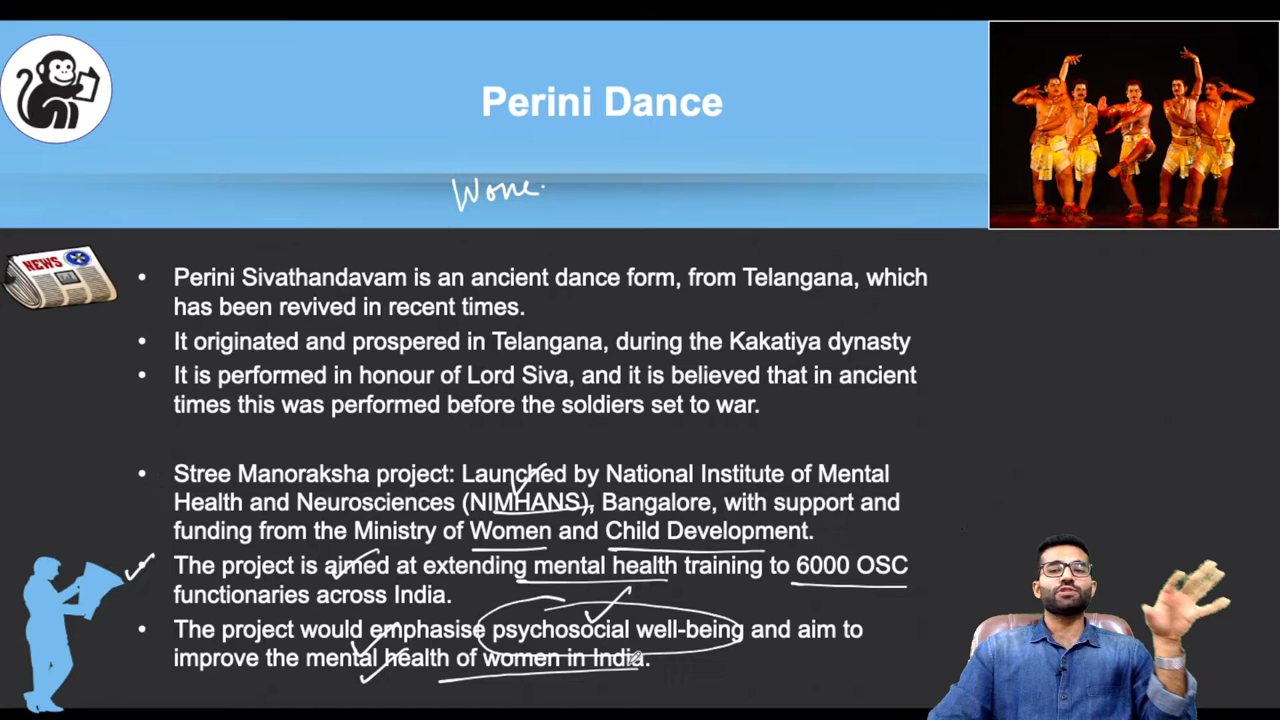 Perini Dance
Wome
NEWS
• Perini Sivathandavam is an ancient dance form, from Telangana, which
has been revived in recent times.
• It originated and prospered in Telangana, during the Kakatiya dynasty
• It is performed in honour of Lord Siva, and it is believed that in ancient
times this was performed before the soldiers set to war.
• Stree Manoraksha project: Launched by National Institute of Mental
Health and Neurosciences (NIMHANS), Bangalore, with support and
funding from the Ministry of Women and Child Development.
• The project is aimed at extending mental health training to 6000 OSC
functionaries across India.
• The project would emphasise psychosocial well-being and aim to
improve the mental health of women in India.